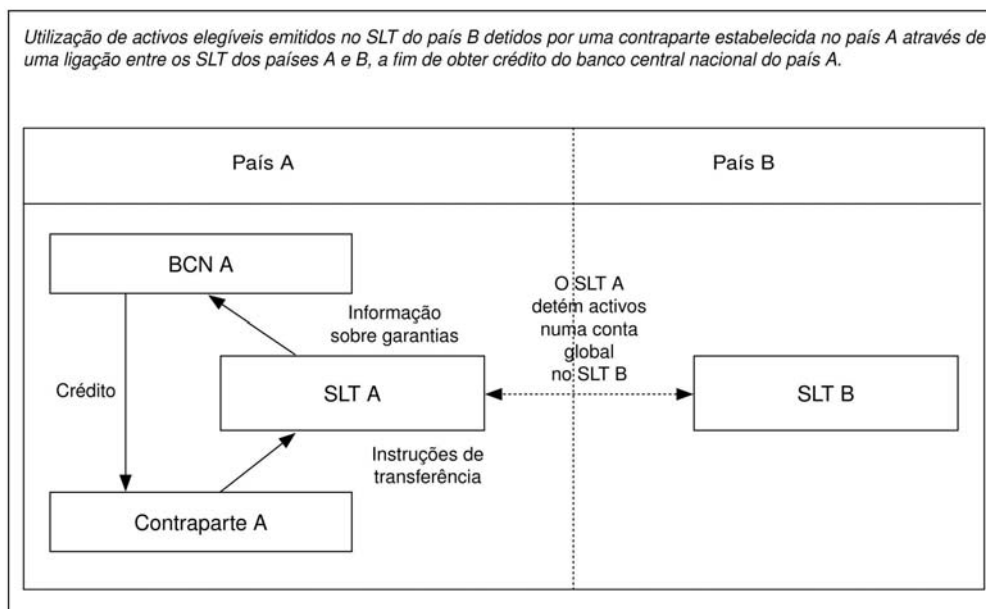 Utilização de activos elegíveis emitidos no SLT do país B detidos por uma contraparte estabelecida no país A através de
uma ligação entre os SLT dos países A e B, a fim de obter crédito do banco central nacional do país A.
País A
País B
BCN A
Informação
sobre garantias
O SLT A
detém activos
numa conta
global
no SLT B
Crédito
SLT A
SLT B
Instruções de
transferência
Contraparte A